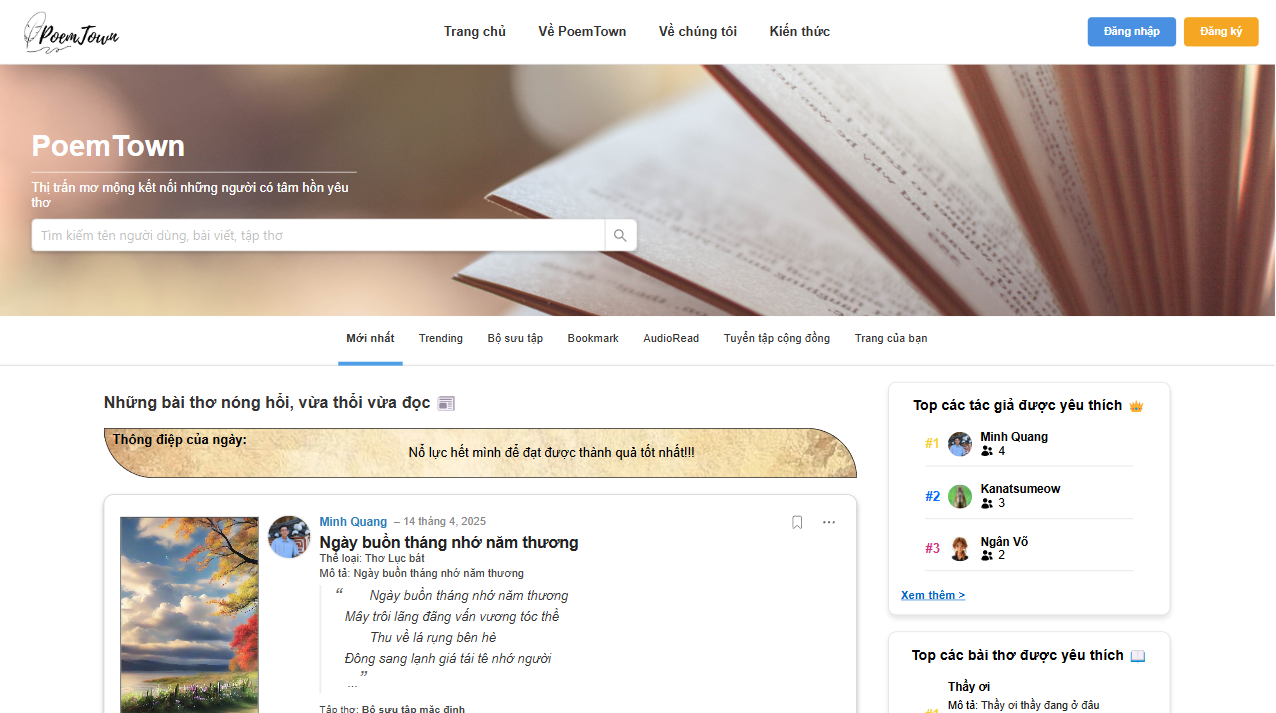 PoemTown
Trang chủ
Về PoemTown
Về chúng tôi
Kiến thức
Đăng nhập
Đăng ký
PoemTown
Thị trấn mơ mộng kết nối những người có tâm hồn yêu
thơ
Tìm kiếm tên người dùng, bài viết, tập thơ
Mới nhất
Trending
Bộ sưu tập
Bookmark
AudioRead
Tuyển tập cộng đồng
Trang của bạn
Những bài thơ nóng hổi, vừa thổi vừa đọc
Thông điệp của ngày:
Nỗ lực hết mình để đạt được thành quả tốt nhất!!!
Minh Quang – 14 tháng 4, 2025
Ngày buồn tháng nhớ năm thương
Thể loại: Thơ Lục bát
Mô tả: Ngày buồn tháng nhớ năm thương
“ Ngày buồn tháng nhớ năm thương
Mây trôi lãng đãng vấn vương tóc thề
Thu về lá rụng bên hè
Đông sang lạnh giá tái tê nhớ người
”
...
Tập thơ: Bộ sưu tập mặc định
Top các tác giả được yêu thích
#1
Minh Quang
4
#2
Kanatsumeow
3
#3
Ngân Võ
2
Xem thêm >
Top các bài thơ được yêu thích
Thầy ơi
Mô tả: Thầy ơi thầy đang ở đâu
#1